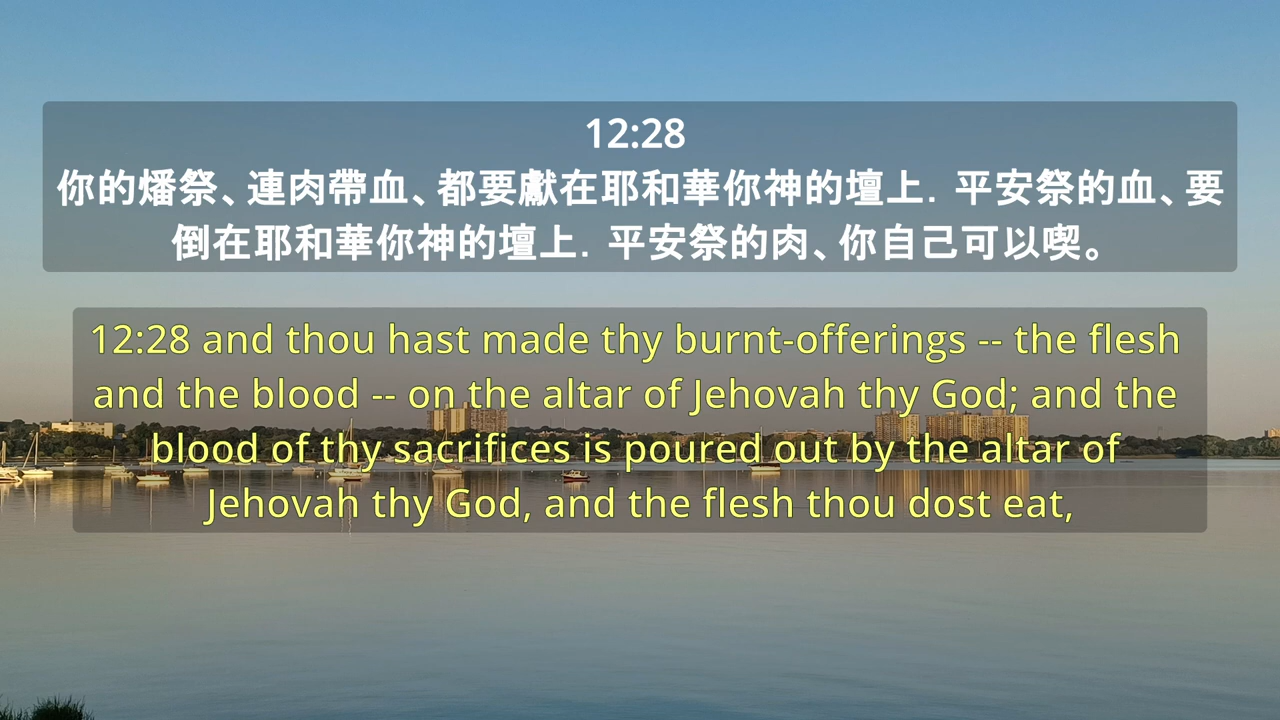 12:28
你的燔祭、連肉帶血、都要獻在耶和華你神的壇上．平安祭的血、要
倒在耶和華你神的壇上．平安祭的肉、你自己可以喫。
12:28 and thou hast made thy burnt-offerings -- the flesh
and the blood -- on the altar of Jehovah thy God; and the
blood of thy sacrifices is poured out by the altar of
Jehovah thy God, and the flesh thou dost eat,